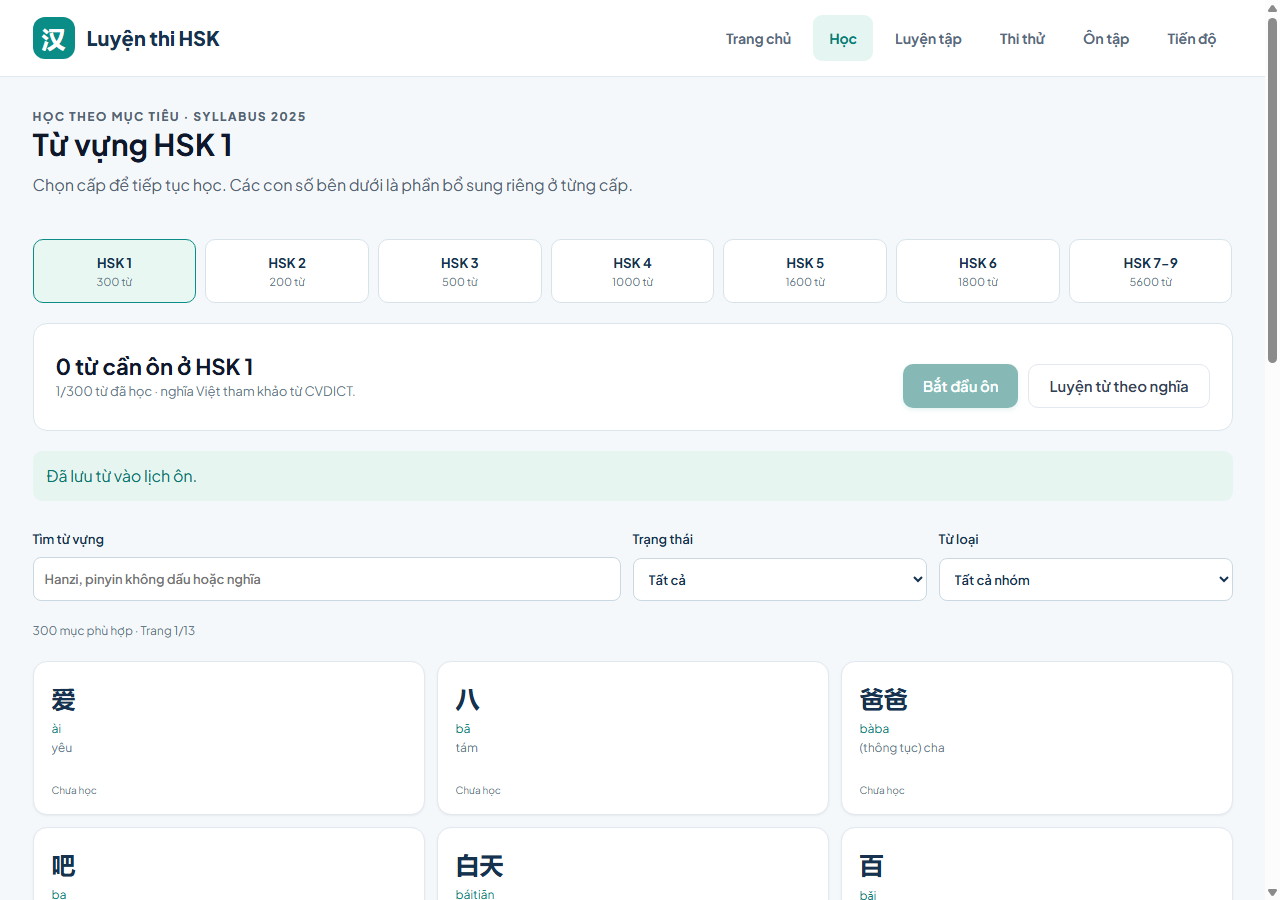 汉 Luyện thi HSK
Trang chủ Học Luyện tập Thi thử Ôn tập Tiến độ
HỌC THEO MỤC TIÊU · SYLLABUS 2025
Từ vựng HSK 1
Chọn cấp để tiếp tục học. Các con số bên dưới là phần bổ sung riêng ở từng cấp.
HSK 1 HSK 2 HSK 3 HSK 4 HSK 5 HSK 6 HSK 7–9
300 từ 200 từ 500 từ 1000 từ 1600 từ 1800 từ 5600 từ
0 từ cần ôn ở HSK 1
1/300 từ đã học · nghĩa Việt tham khảo từ CVDICT.
Bắt đầu ôn Luyện từ theo nghĩa
Đã lưu từ vào lịch ôn.
Tìm từ vựng Trạng thái Từ loại
Hanzi, pinyin không dấu hoặc nghĩa Tất cả Tất cả nhóm
300 mục phù hợp · Trang 1/13
爱 八 爸爸
ài bā bàba
yêu tám (thông tục) cha
Chưa học Chưa học Chưa học
吧 白天 百
ba báitiān bǎi